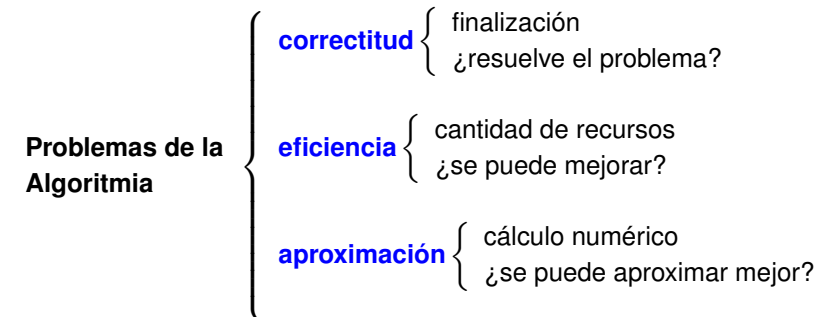 Problemas de la
Algoritmia
correctitud
finalización
¿resuelve el problema?
eficiencia
cantidad de recursos
¿se puede mejorar?
aproximación
cálculo numérico
¿se puede aproximar mejor?